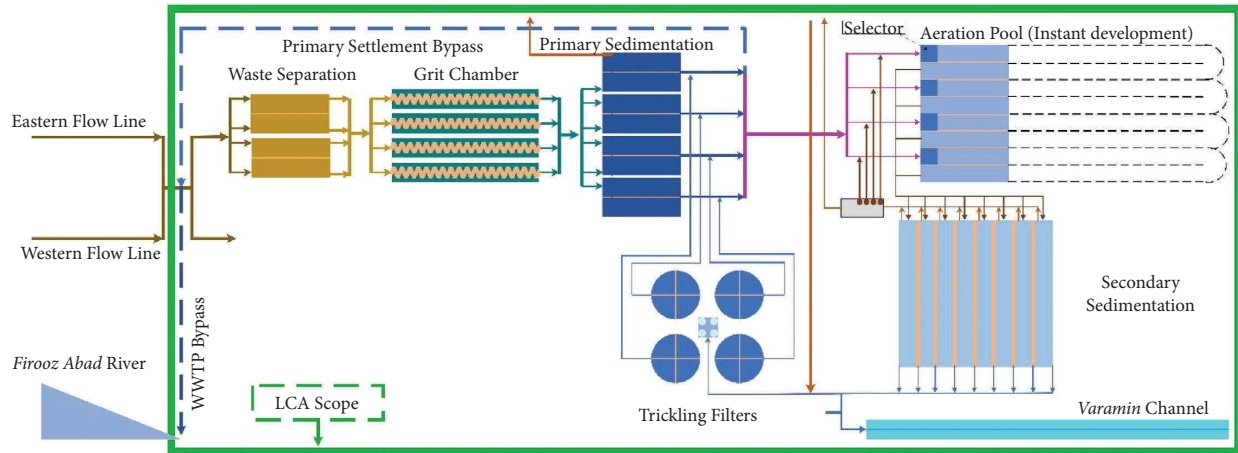 Selector
Aeration Pool (Instant development)
Primary Settlement Bypass
Primary Sedimentation
Waste Separation
Grit Chamber
Eastern Flow Line
Western Flow Line
Secondary
Sedimentation
WWTP Bypass
Firooz Abad River
LCA Scope
Trickling Filters
Varamin Channel